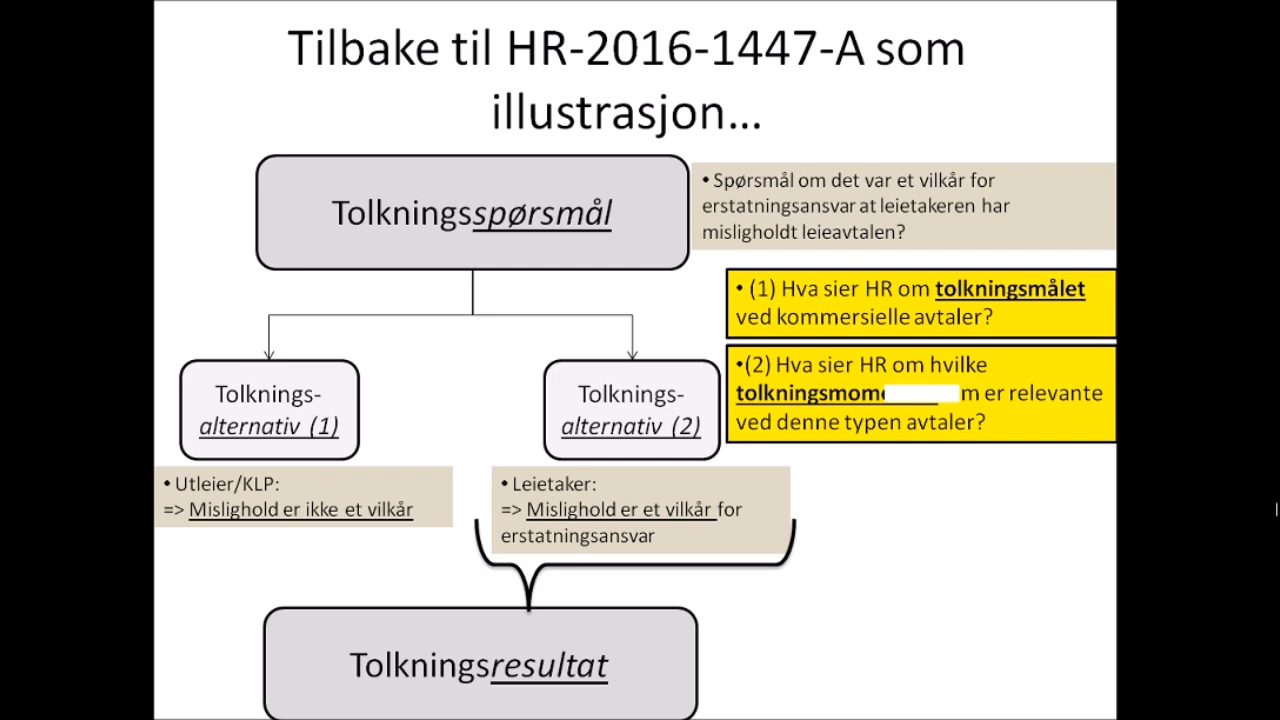 Tilbake til HR-2016-1447-A som
illustrasjon...
Tolkningsspørsmål
• Spørsmål om det var et vilkår for
erstatningsansvar at leietakeren har
misligholdt leieavtalen?
• (1) Hva sier HR om tolkningsmålet
ved kommersielle avtaler?
•(2) Hva sier HR om hvilke
er relevante
ved denne typen avtaler?
Tolknings-
alternativ (1)
Tolknings-
alternativ (2)
• Utleier/KLP:
=> Mislighold er ikke et vilkår
• Leietaker:
=> Mislighold er et vilkår for
erstatningsansvar
Tolkningsresultat